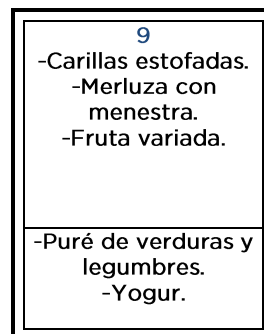 9
-Carillas estofadas.
-Merluza con
menestra.
-Fruta variada.
-Puré de verduras y
legumbres.
-Yogur.